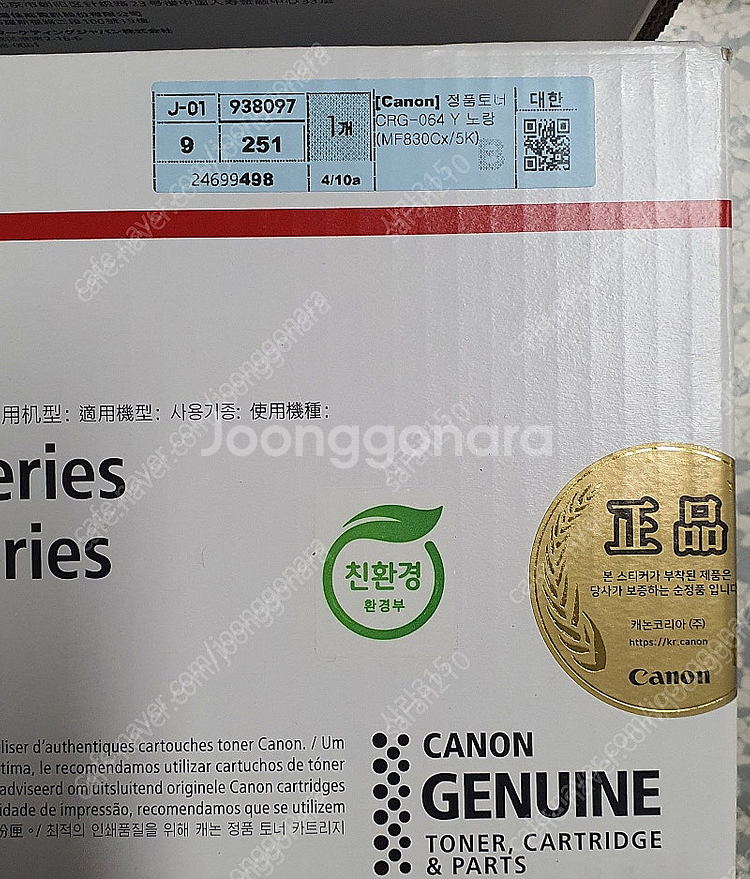 J-01 938097
9 251
24699498
1개
4/10a
[Canon] 정품토너
CRG-064 Y 노랑
(MF830Cx/5K)
B
대한
用机型: 適用機型: 사용기종: 使用機種:
eries
ries
Joonggonara
친환경
환경부
正品
본 스티커가 부착된 제품은
당사가 보증하는 순정품 입니다
캐논코리아 (주)
https://kr.canon
Canon
liser d'authentiques cartouches toner Canon. / Um
tima, le recomendamos utilizar cartuchos de tóner
adviseerd om uitsluitend originele Canon cartridges
idade de impressão, recomendamos que se utilizem
粉匣。/ 최적의 인쇄품질을 위해 캐논 정품 토너 카트리지
CANON
GENUINE
TONER, CARTRIDGE
& PARTS
cafe.naver.com/joonggonara